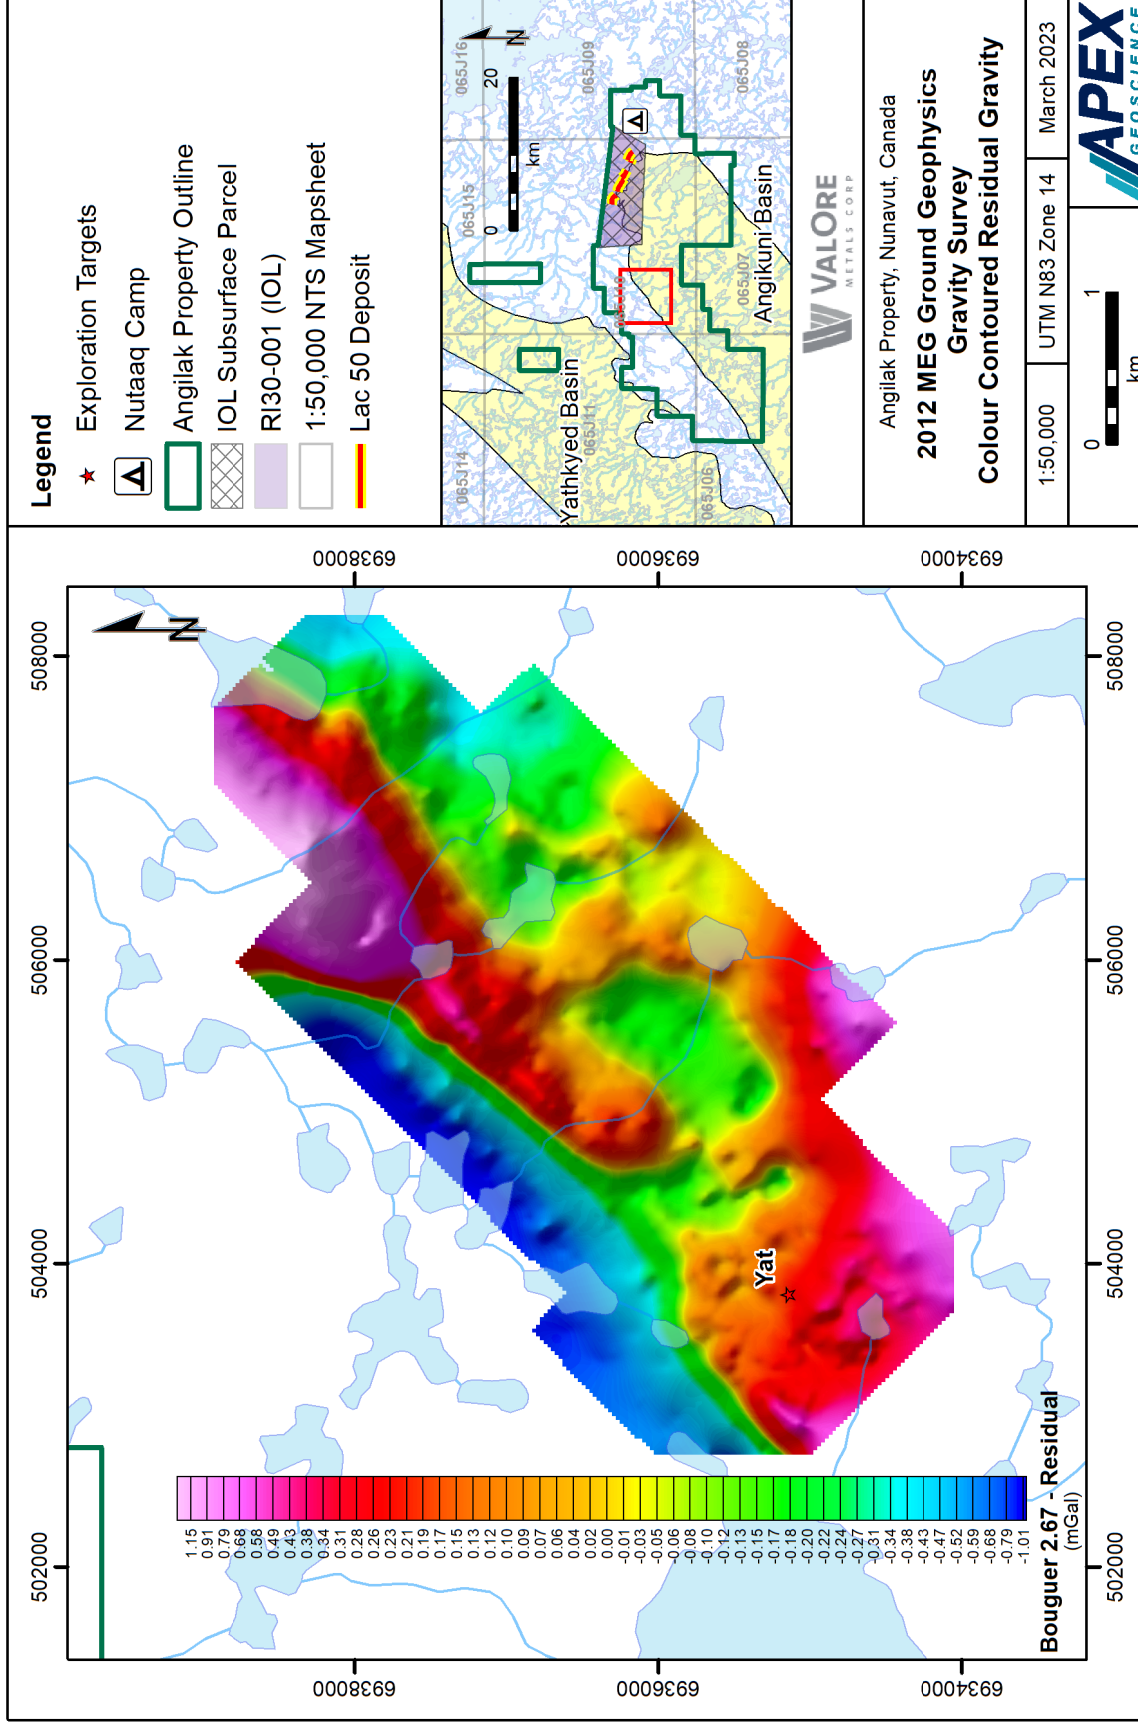 508000
506000
504000
502000
6938000
6936000
6934000
N
Yat
1.15
0.91
0.79
0.68
0.58
0.49
0.43
0.39
0.34
0.31
0.28
0.26
0.23
0.21
0.19
0.17
0.15
0.13
0.12
0.10
0.09
0.07
0.06
0.04
0.02
0.00
-0.01
-0.03
-0.05
-0.06
-0.08
-0.10
-0.12
-0.13
-0.15
-0.17
-0.18
-0.20
-0.22
-0.24
-0.27
-0.31
-0.34
-0.38
-0.43
-0.47
-0.52
-0.59
-0.68
-0.79
-1.01
Bouguer 2.67 - Residual
(mGal)
6938000
6936000
6934000
508000
506000
504000
502000
Legend
Exploration Targets
Nutaaq Camp
Angilak Property Outline
IOL Subsurface Parcel
RI30-001 (IOL)
1:50,000 NTS Mapsheet
Lac 50 Deposit
065J14
065J15
065J16
065J11
065J09
065J06
065J07
065J08
Yathkyed Basin
Angikuni Basin
0 20
km
N
VALORE
METALS CORP
Angilak Property, Nunavut, Canada
2012 MEG Ground Geophysics
Gravity Survey
Colour Contoured Residual Gravity
1:50,000
UTM N83 Zone 14
March 2023
0 1
km
APEX
GEOSCIENCE